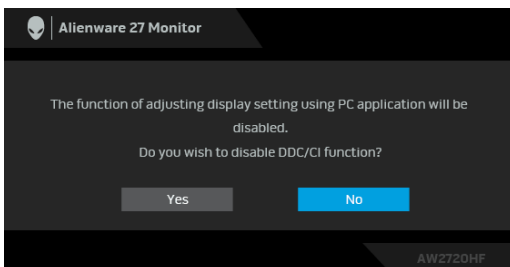 Alienware 27 Monitor
The function of adjusting display setting using PC application will be
disabled.
Do you wish to disable DDC/CI function?
Yes
No
AW2720HF